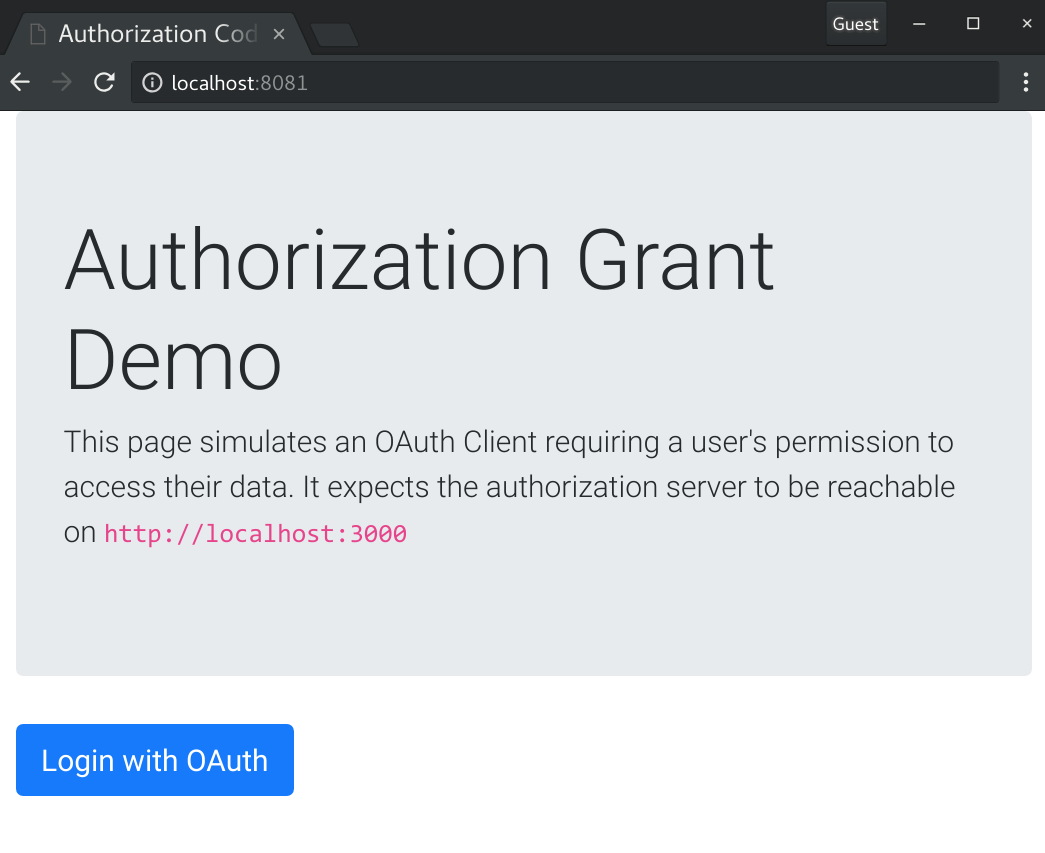 Authorization Cod
Guest
localhost:8081
Authorization Grant
Demo
This page simulates an OAuth Client requiring a user's permission to
access their data. It expects the authorization server to be reachable
on http://localhost:3000
Login with OAuth